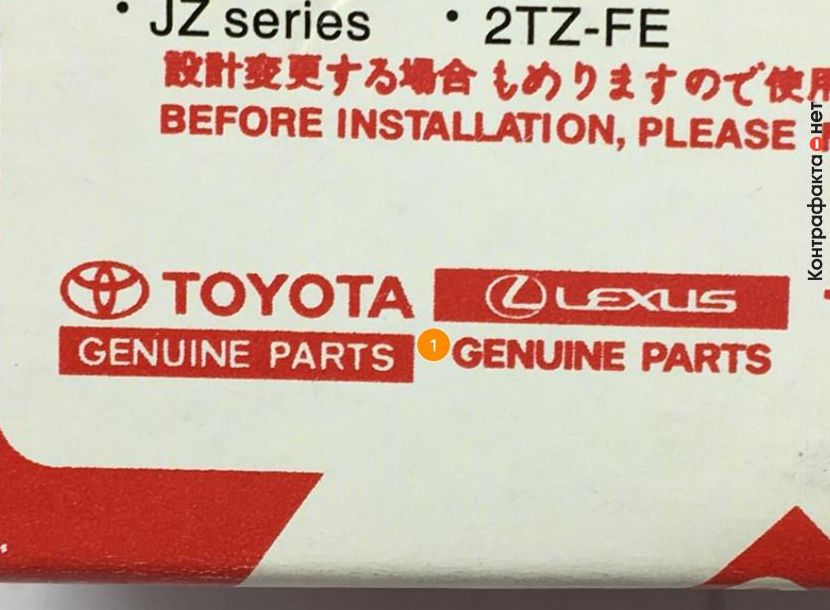 • JZ series • 2TZ-FE
設計変更する場合もめりますので使用
BEFORE INSTALLATION, PLEASE
TOYOTA LEXUS
GENUINE PARTS 1 GENUINE PARTS
Контрафакта нет